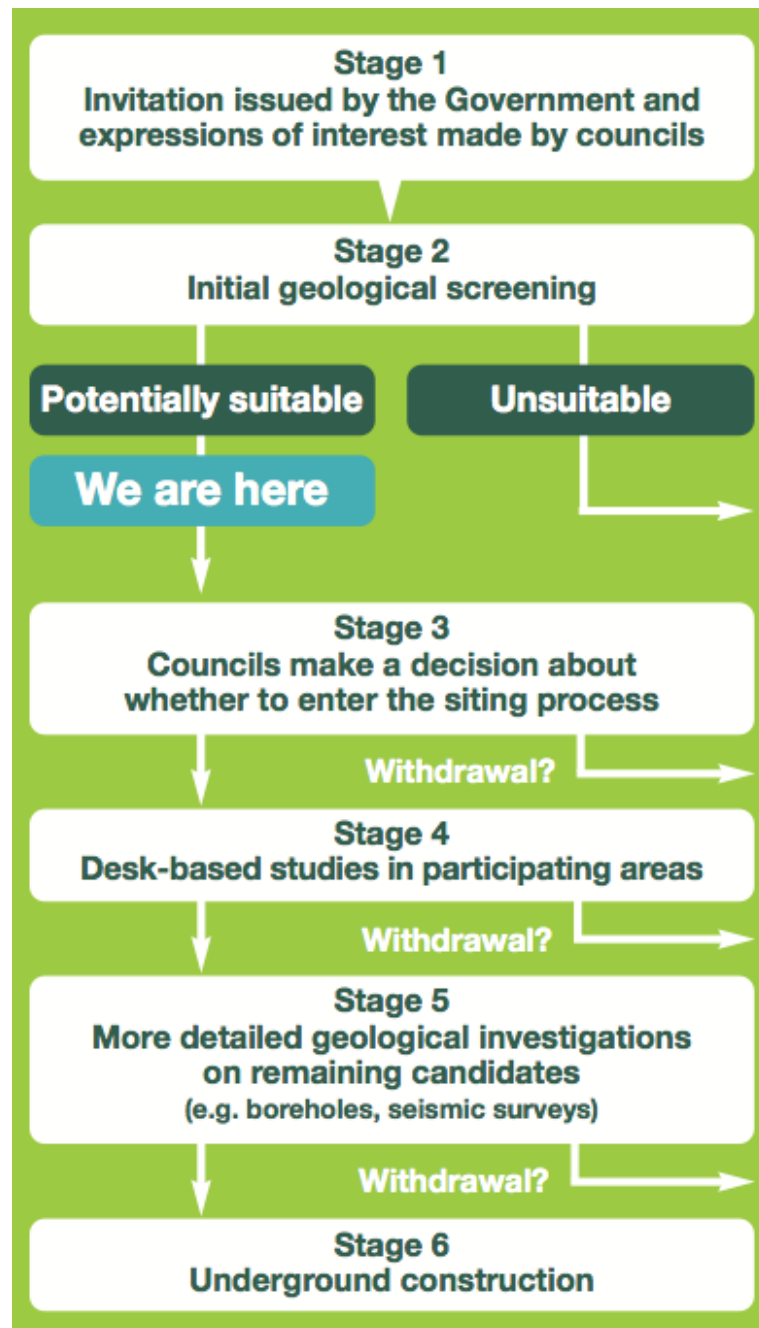 Stage 1
Invitation issued by the Government and
expressions of interest made by councils
Stage 2
Initial geological screening
Potentially suitable
Unsuitable
We are here
Stage 3
Councils make a decision about
whether to enter the siting process
Withdrawal?
Stage 4
Desk-based studies in participating areas
Withdrawal?
Stage 5
More detailed geological investigations
on remaining candidates
(e.g. boreholes, seismic surveys)
Withdrawal?
Stage 6
Underground construction